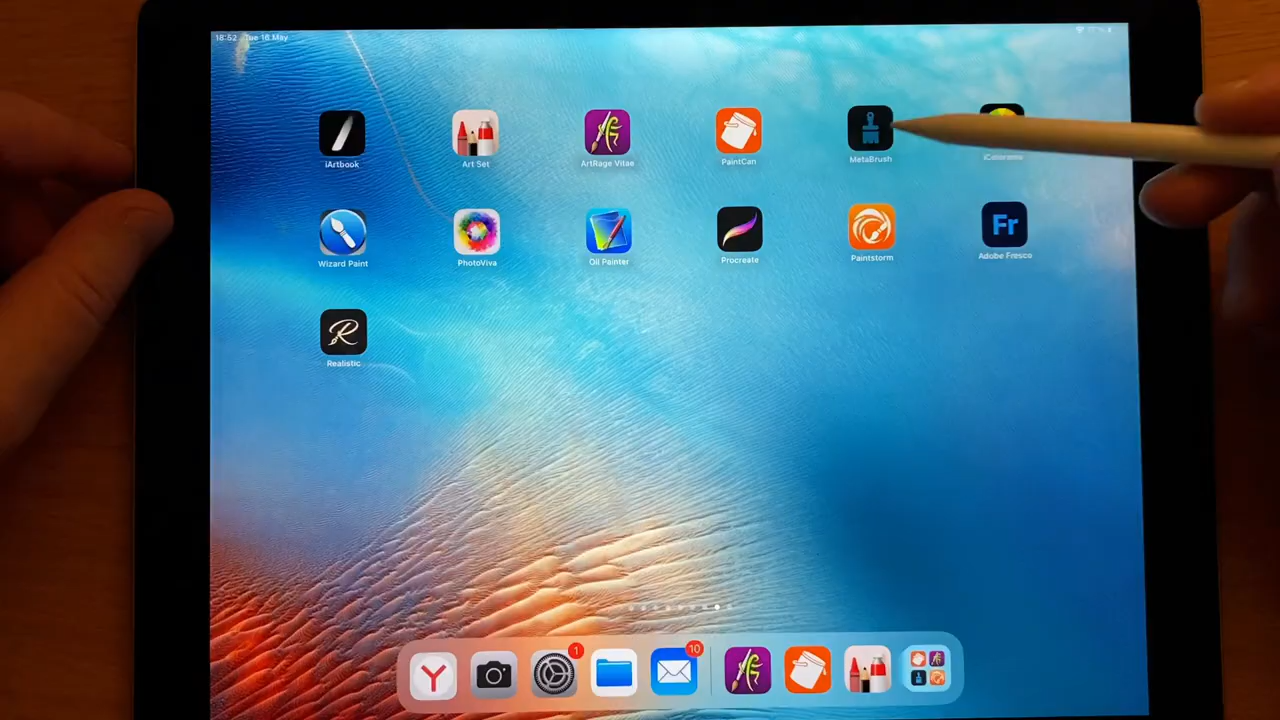 18:52 Tue 16 May
iArtbook
Art Set
ArtRage Vitae
PaintCan
MetaBrush
iColorama
Wizard Paint
PhotoViva
Oil Painter
Procreate
Paintstorm
Fr
Adobe Fresco
R
Realistic
1
10
Y